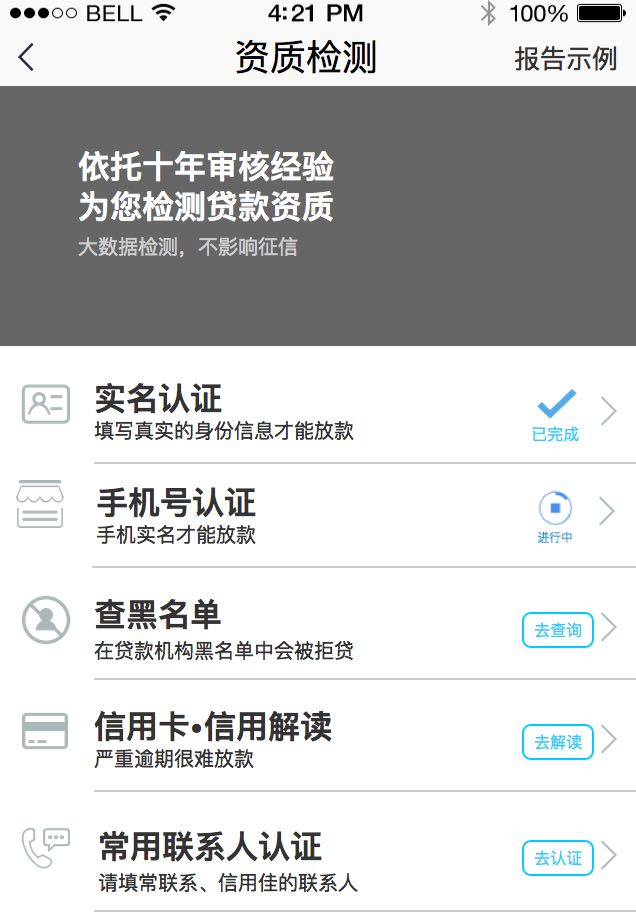 BELL 4:21 PM 100%
资质检测 报告示例
依托十年审核经验
为您检测贷款资质
大数据检测，不影响征信
实名认证
填写真实的身份信息才能放款
已完成
手机号认证
手机实名才能放款
进行中
查黑名单
在贷款机构黑名单中会被拒贷
去查询
信用卡•信用解读
严重逾期很难放款
去解读
常用联系人认证
请填常联系、信用佳的联系人
去认证